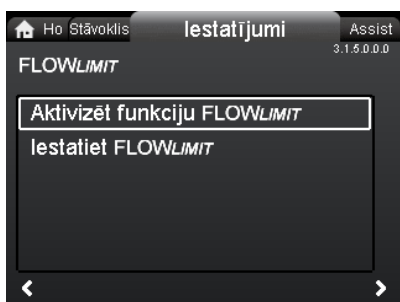 Ho Stāvoklis Iestatījumi Assist
3.1.5.0.0.0
FLOWLIMIT
Aktivizēt funkciju FLOWLIMIT
Iestatiet FLOWLIMIT